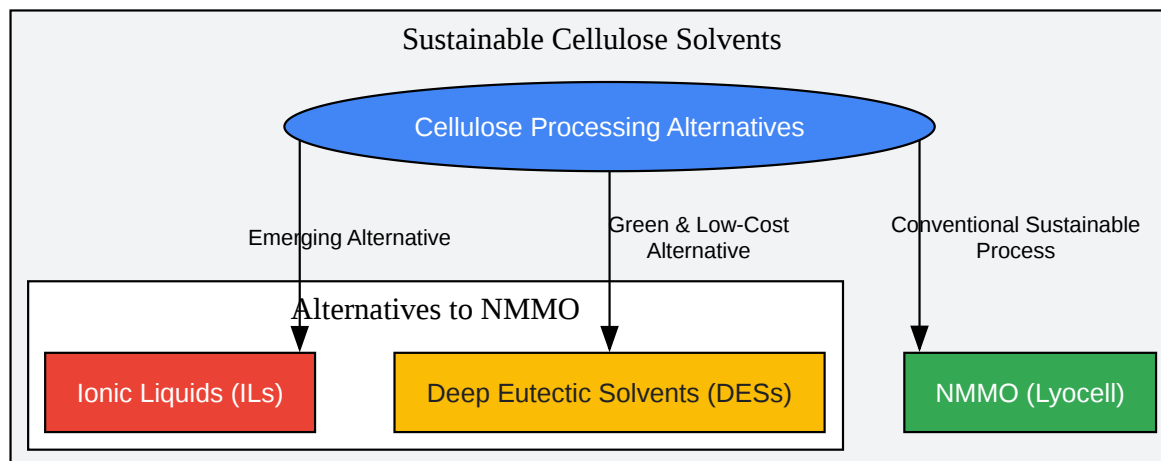 Sustainable Cellulose Solvents
Cellulose Processing Alternatives
Emerging Alternative
Green & Low-Cost
Alternative
Conventional Sustainable
Process
Alternatives to NMMO
Ionic Liquids (ILs)
Deep Eutectic Solvents (DESs)
NMMO (Lyocell)